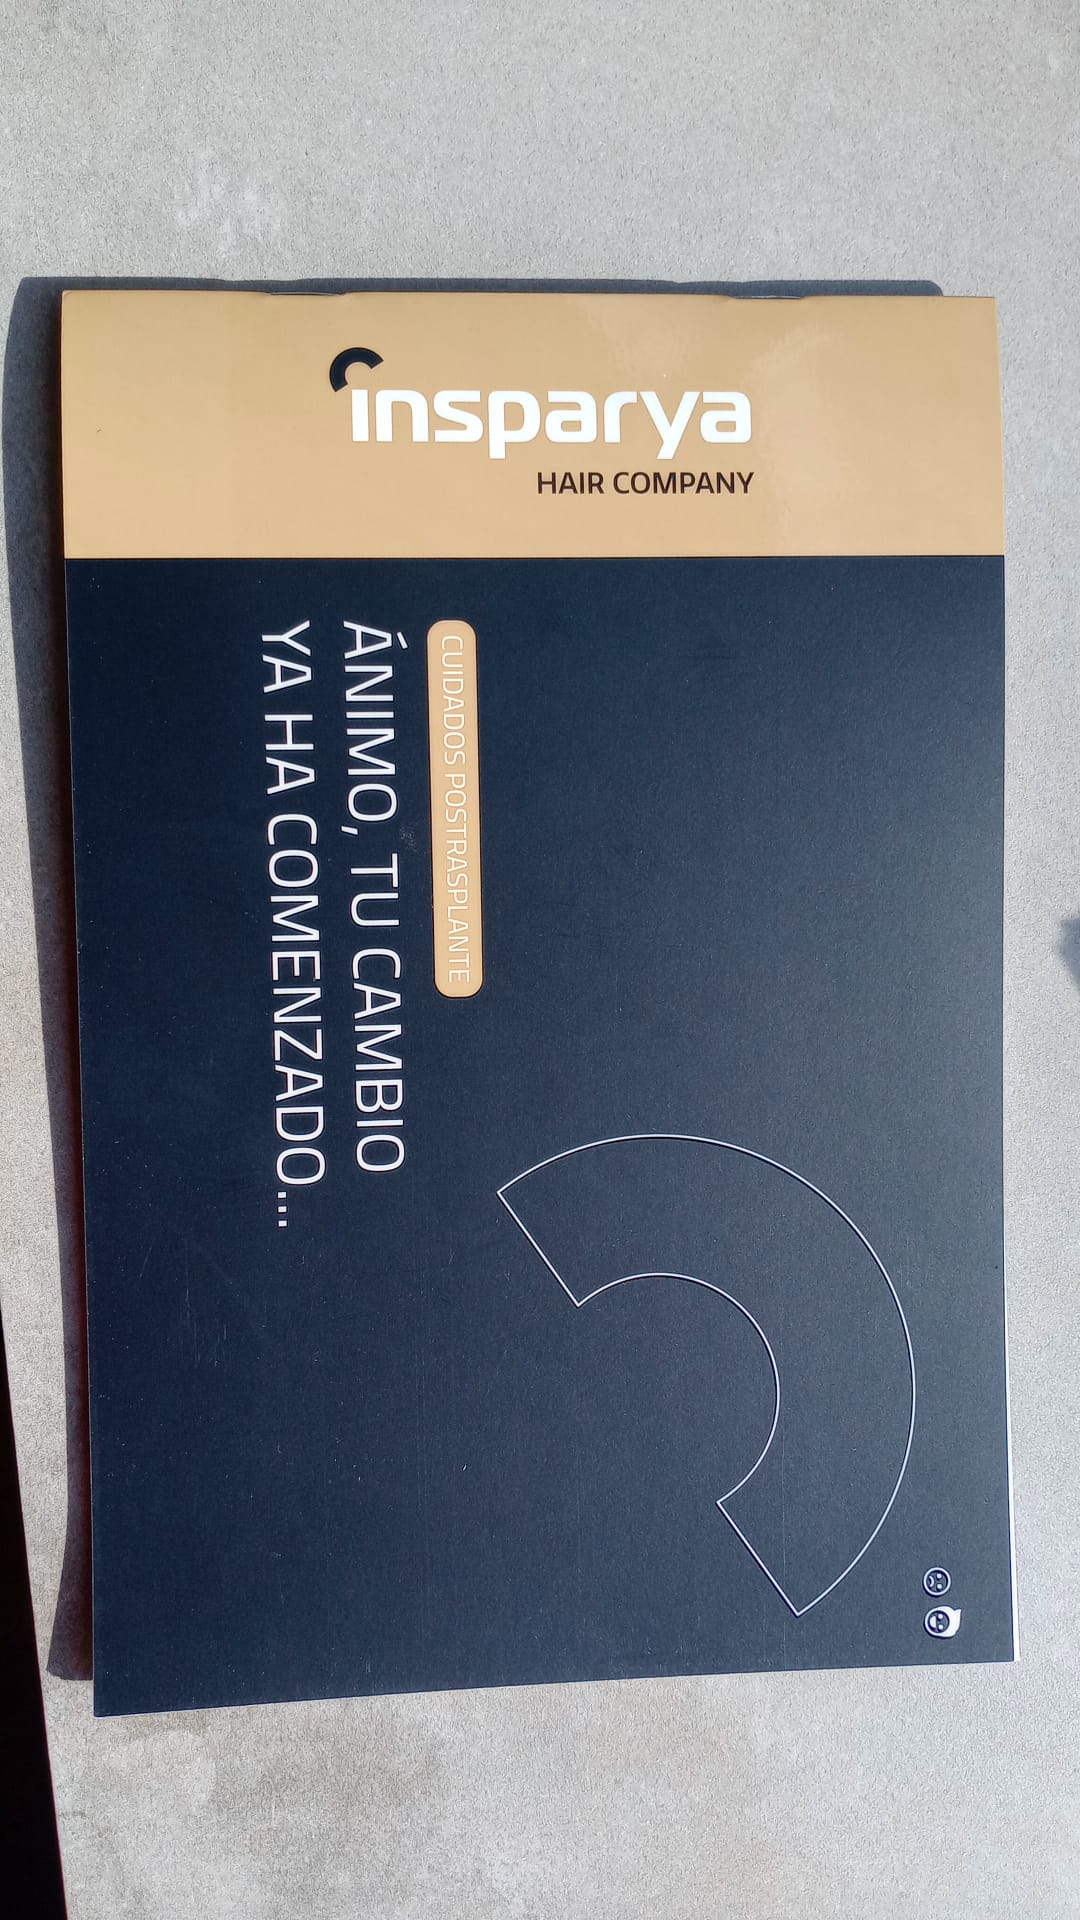 insparya
HAIR COMPANY
CUIDADOS POSTRASPLANTE
ÁNIMO, TU CAMBIO
YA HA COMENZADO...